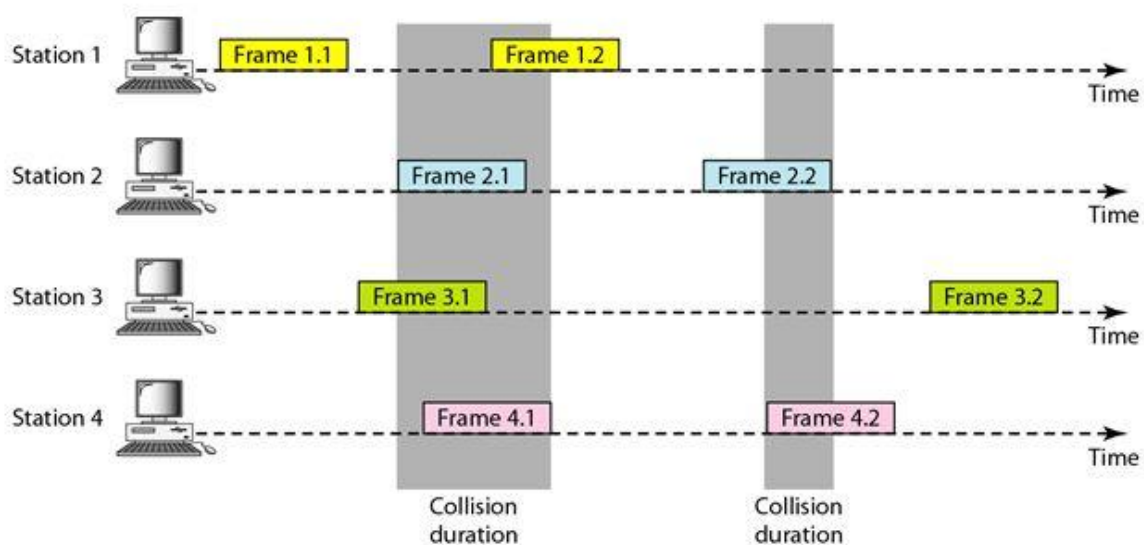 Station 1
Frame 1.1
Frame 1.2
Time
Station 2
Frame 2.1
Frame 2.2
Time
Station 3
Frame 3.1
Frame 3.2
Time
Station 4
Frame 4.1
Frame 4.2
Time
Collision
duration
Collision
duration